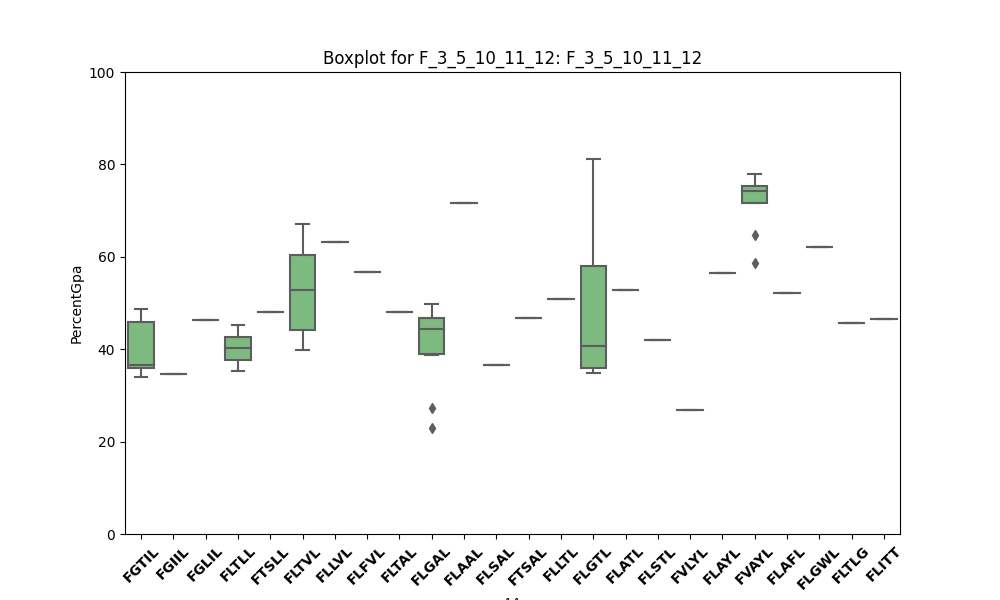 Boxplot for F_3_5_10_11_12: F_3_5_10_11_12
100
80
60
40
20
0
PercentGpa
FGTIL
FGIIL
FGLIL
FLTLL
FTSLL
FLTVL
FLLVL
FLFVL
FLTAL
FLGAL
FLAAL
FLSAL
FTSAL
FLLTL
FLGTL
FLATL
FLSTL
FVLYL
FLAYL
FVAYL
FLAFL
FLGWL
FLTLG
FLITT